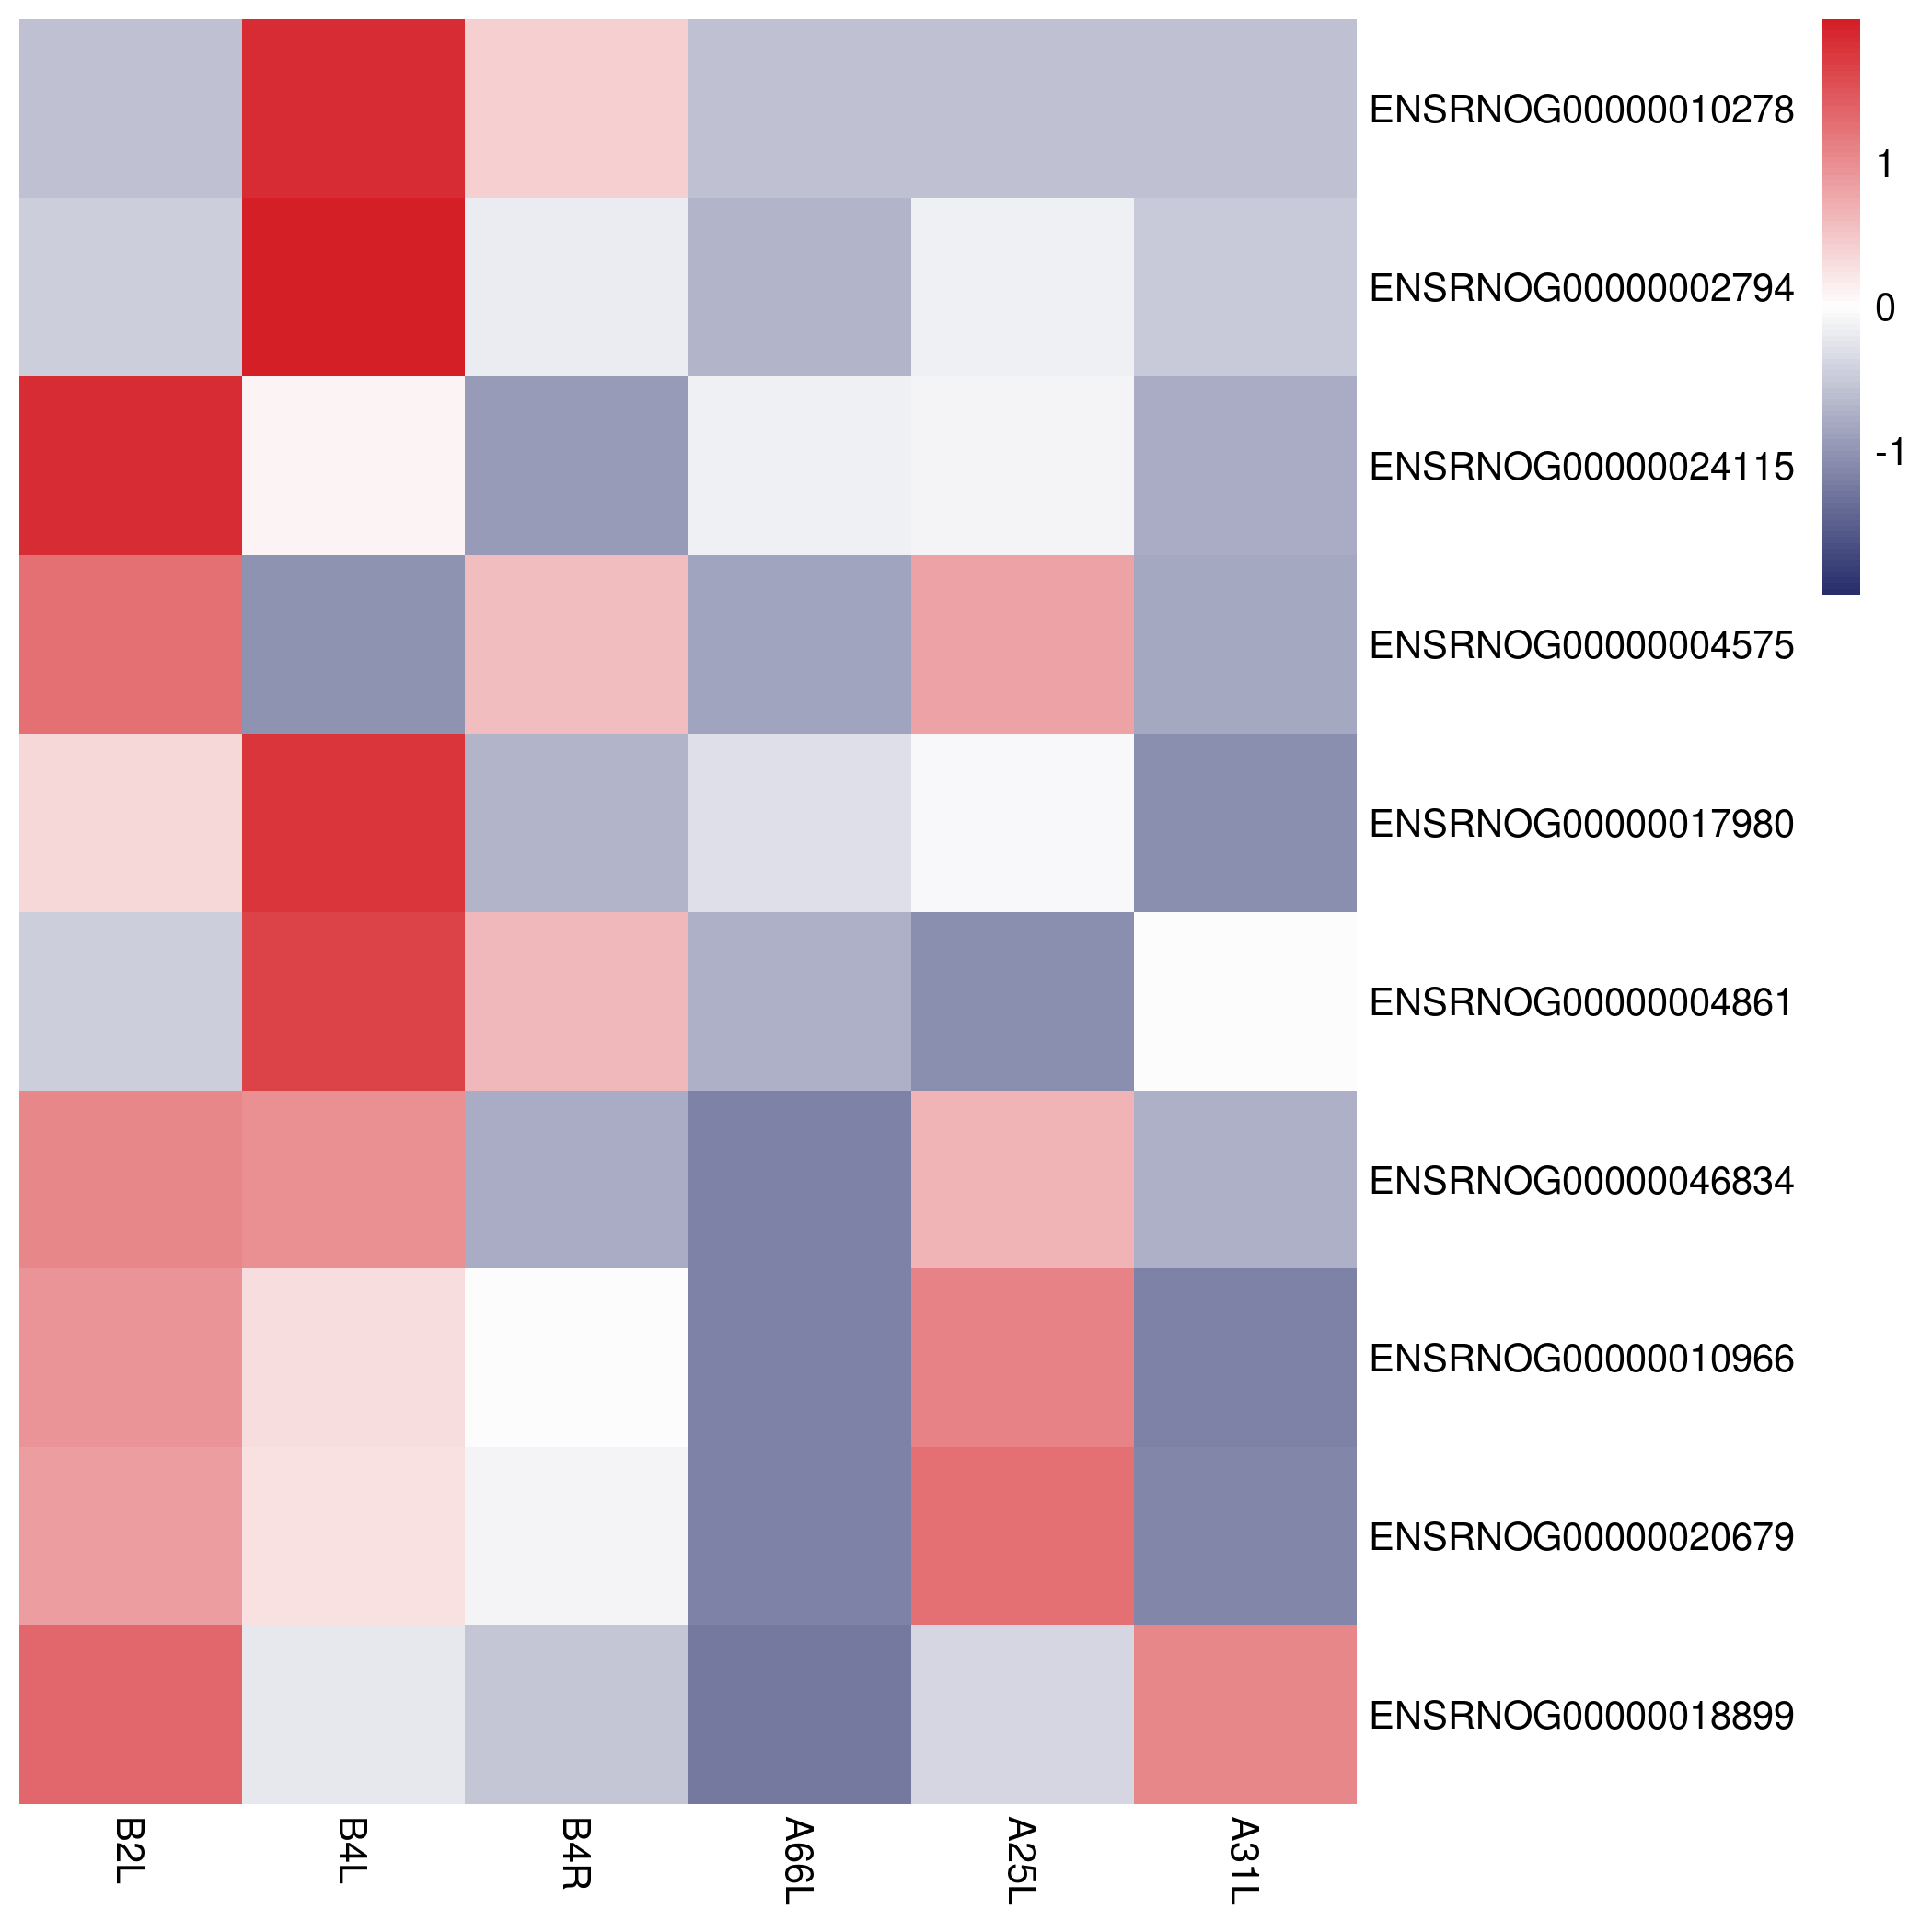 ENSRNOG00000010278
ENSRNOG00000002794
ENSRNOG00000024115
ENSRNOG00000004575
ENSRNOG00000017980
ENSRNOG00000004861
ENSRNOG00000046834
ENSRNOG00000010966
ENSRNOG00000020679
ENSRNOG00000018899
1
0
-1
B2L
B4L
B4R
A66L
A25L
A31L